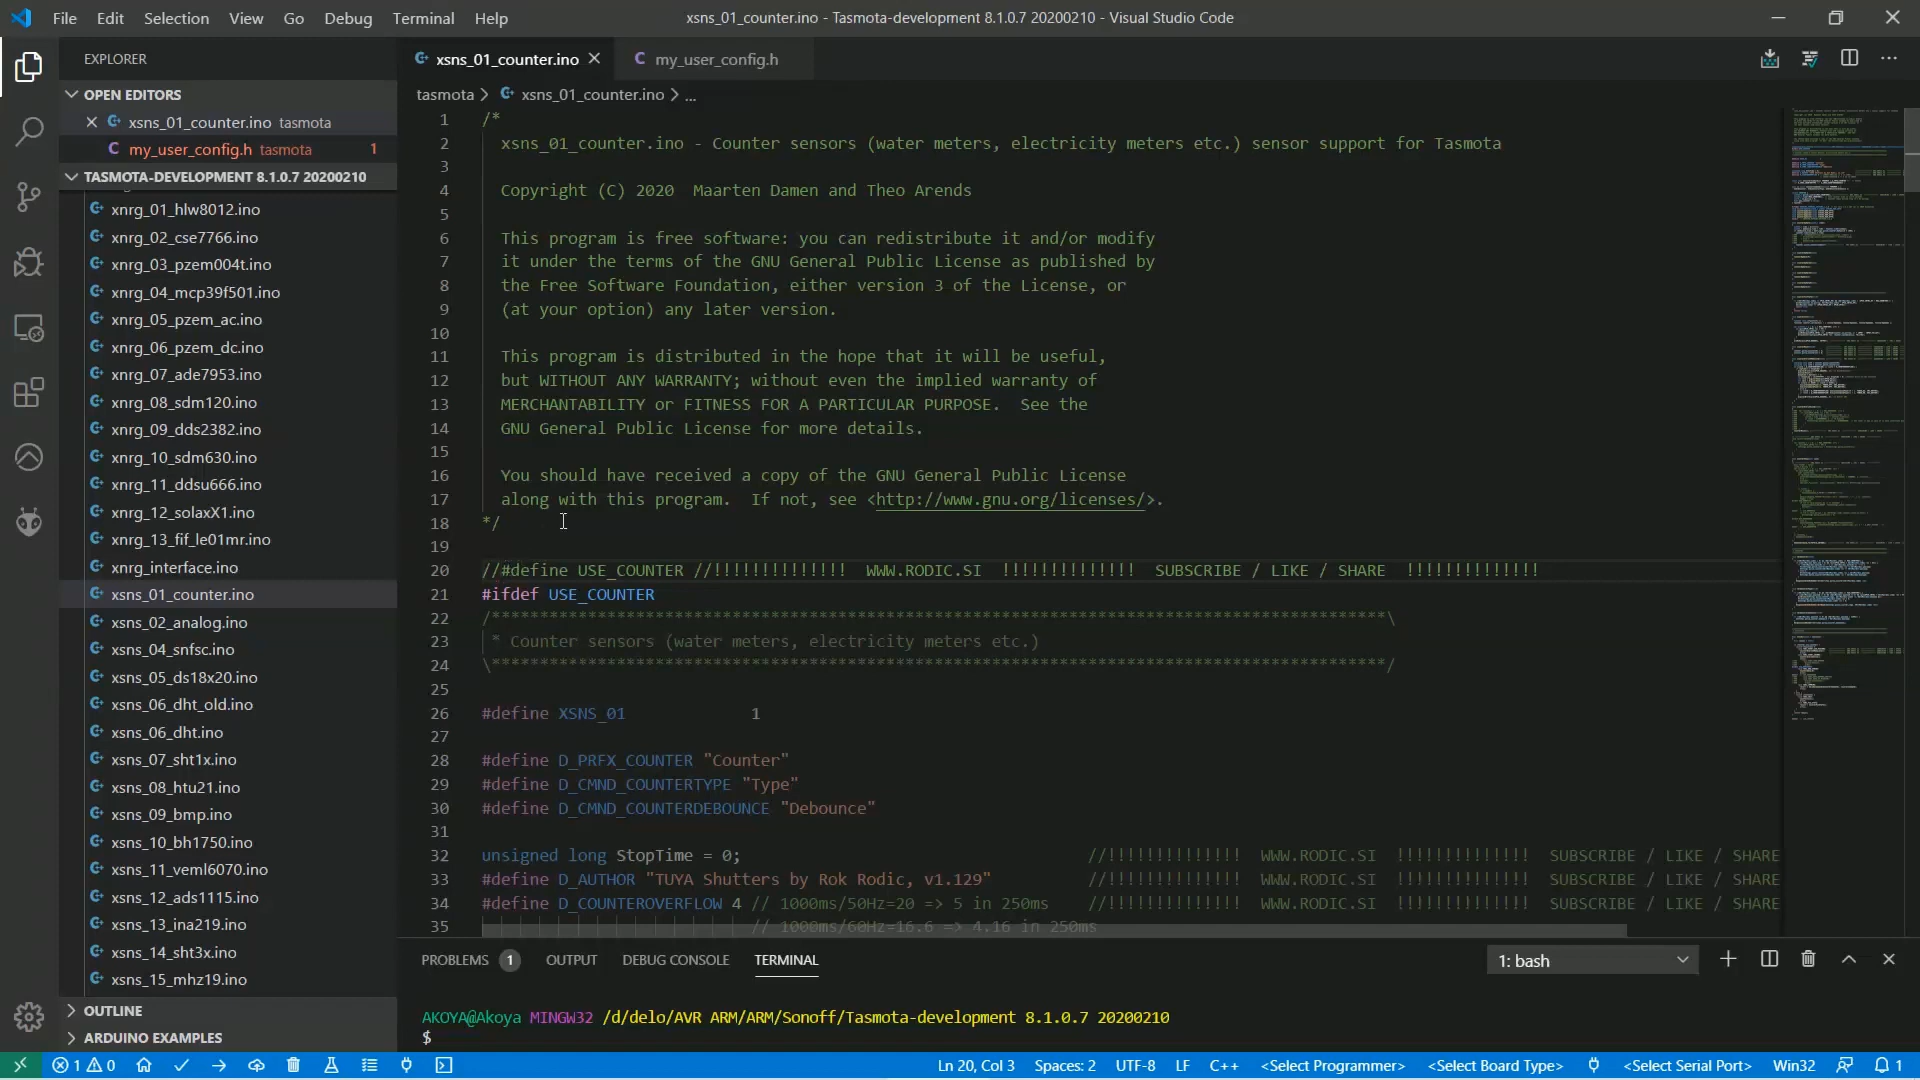 File Edit Selection View Go Debug Terminal Help
xsns_01_counter.ino - Tasmota-development 8.1.0.7 20200210 - Visual Studio Code
EXPLORER
OPEN EDITORS
xsns_01_counter.ino tasmota
my_user_config.h tasmota 1
TASMOTA-DEVELOPMENT 8.1.0.7 20200210
xnrg_01_hlw8012.ino
xnrg_02_cse7766.ino
xnrg_03_pzem004t.ino
xnrg_04_mcp39f501.ino
xnrg_05_pzem_ac.ino
xnrg_06_pzem_dc.ino
xnrg_07_ade7953.ino
xnrg_08_sdm120.ino
xnrg_09_dds2382.ino
xnrg_10_sdm630.ino
xnrg_11_ddsu666.ino
xnrg_12_solaxX1.ino
xnrg_13_fif_le01mr.ino
xnrg_interface.ino
xsns_01_counter.ino
xsns_02_analog.ino
xsns_04_snfsc.ino
xsns_05_ds18x20.ino
xsns_06_dht_old.ino
xsns_06_dht.ino
xsns_07_sht1x.ino
xsns_08_htu21.ino
xsns_09_bmp.ino
xsns_10_bh1750.ino
xsns_11_veml6070.ino
xsns_12_ads1115.ino
xsns_13_ina219.ino
xsns_14_sht3x.ino
xsns_15_mhz19.ino
OUTLINE
ARDUINO EXAMPLES
xsns_01_counter.ino
my_user_config.h
tasmota > xsns_01_counter.ino > ...
1 /*
2 xsns_01_counter.ino - Counter sensors (water meters, electricity meters etc.) sensor support for Tasmota
3
4 Copyright (C) 2020  Maarten Damen and Theo Arends
5
6 This program is free software: you can redistribute it and/or modify
7 it under the terms of the GNU General Public License as published by
8 the Free Software Foundation, either version 3 of the License, or
9 (at your option) any later version.
10
11 This program is distributed in the hope that it will be useful,
12 but WITHOUT ANY WARRANTY; without even the implied warranty of
13 MERCHANTABILITY or FITNESS FOR A PARTICULAR PURPOSE.  See the
14 GNU General Public License for more details.
15
16 You should have received a copy of the GNU General Public License
17 along with this program.  If not, see <http://www.gnu.org/licenses/>.
18 */
19
20 //#define USE_COUNTER //!!!!!!!!!!!!!!  WWW.RODIC.SI  !!!!!!!!!!!!!!  SUBSCRIBE / LIKE / SHARE  !!!!!!!!!!!!!!
21 #ifdef USE_COUNTER
22 /*********************************************************************************************\
23 * Counter sensors (water meters, electricity meters etc.)
24 \*********************************************************************************************/
25
26 #define XSNS_01             1
27
28 #define D_PRFX_COUNTER "Counter"
29 #define D_CMND_COUNTERTYPE "Type"
30 #define D_CMND_COUNTERDEBOUNCE "Debounce"
31
32 unsigned long StopTime = 0; //!!!!!!!!!!!!!!  WWW.RODIC.SI  !!!!!!!!!!!!!!  SUBSCRIBE / LIKE / SHARE
33 #define D_AUTHOR "TUYA Shutters by Rok Rodic, v1.129" //!!!!!!!!!!!!!!  WWW.RODIC.SI  !!!!!!!!!!!!!!  SUBSCRIBE / LIKE / SHARE
34 #define D_COUNTEROVERFLOW 4 // 1000ms/50Hz=20 => 5 in 250ms //!!!!!!!!!!!!!!  WWW.RODIC.SI  !!!!!!!!!!!!!!  SUBSCRIBE / LIKE / SHARE
35 // 1000ms/60Hz=16.6 => 4.16 in 250ms
PROBLEMS 1 OUTPUT DEBUG CONSOLE TERMINAL
1: bash
AKOYA@Akoya MINGW32 /d/delo/AVR ARM/ARM/Sonoff/Tasmota-development 8.1.0.7 20200210
$
1 0 Ln 20, Col 3 Spaces: 2 UTF-8 LF C++ <Select Programmer> <Select Board Type> <Select Serial Port> Win32 1